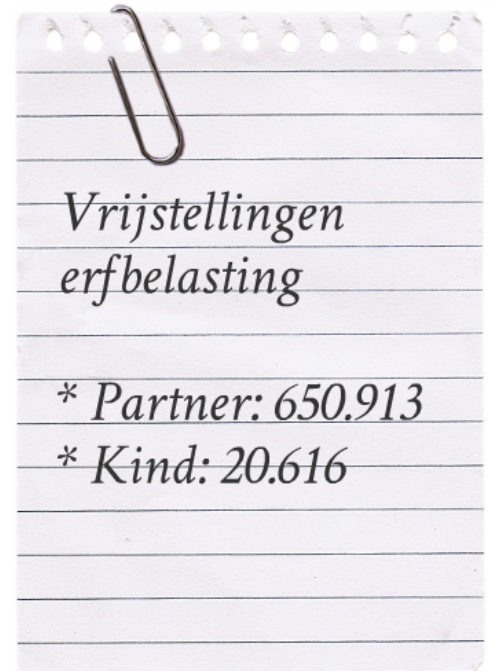 Vrijstellingen
erfbelasting
* Partner: 650.913
* Kind: 20.616